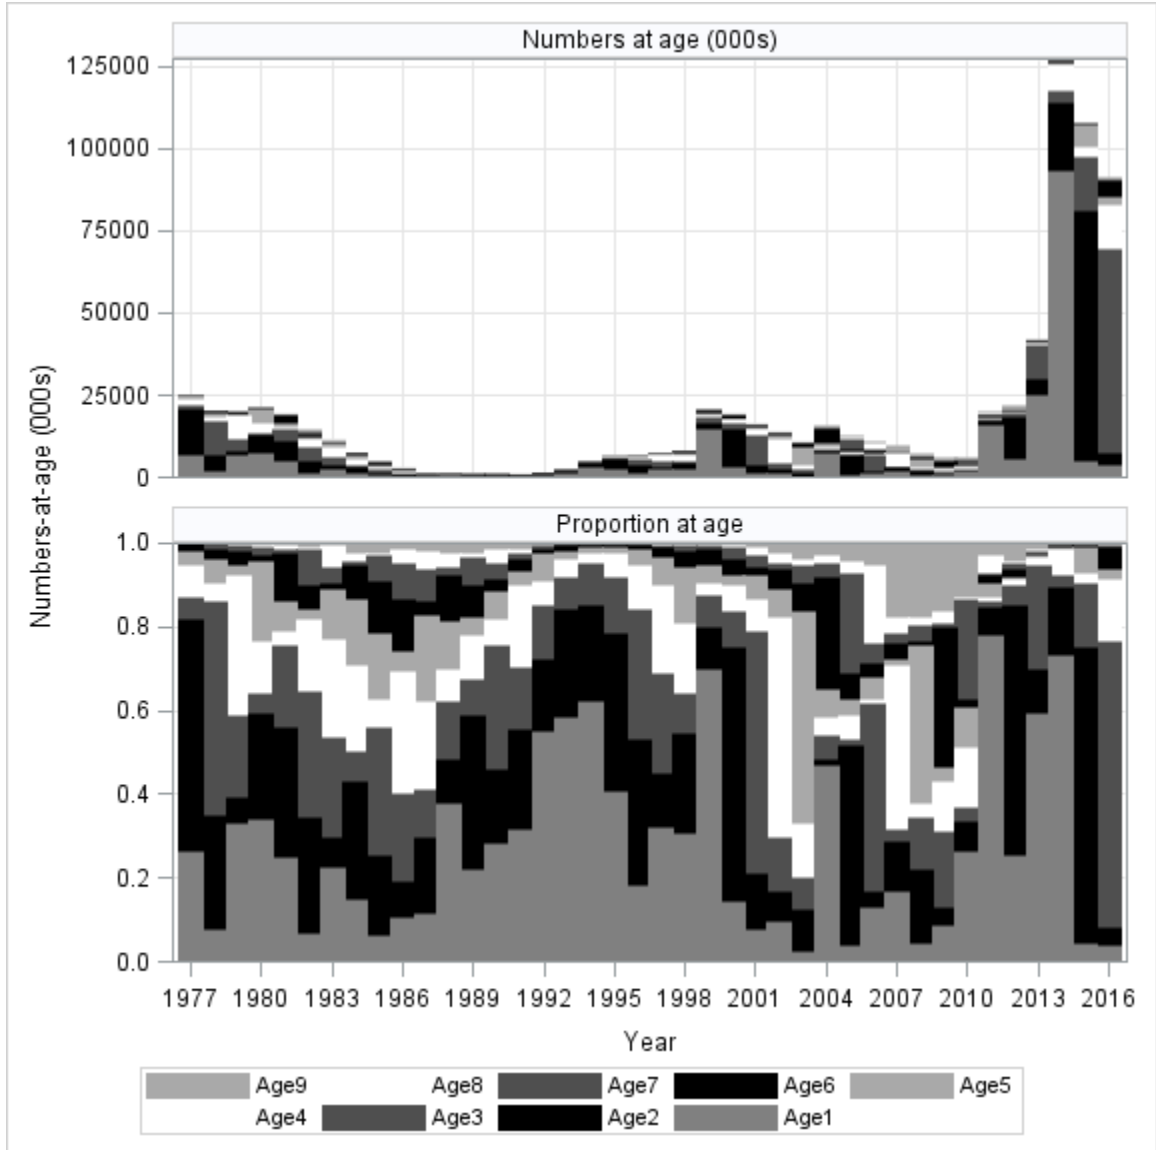 Numbers at age (000s)
125000
100000
75000
50000
25000
0
Numbers-at-age (000s)
Proportion at age
1.0
0.8
0.6
0.4
0.2
0.0
1977 1980 1983 1986 1989 1992 1995 1998 2001 2004 2007 2010 2013 2016
Year
Age9 Age8 Age7 Age6 Age5
Age4 Age3 Age2 Age1